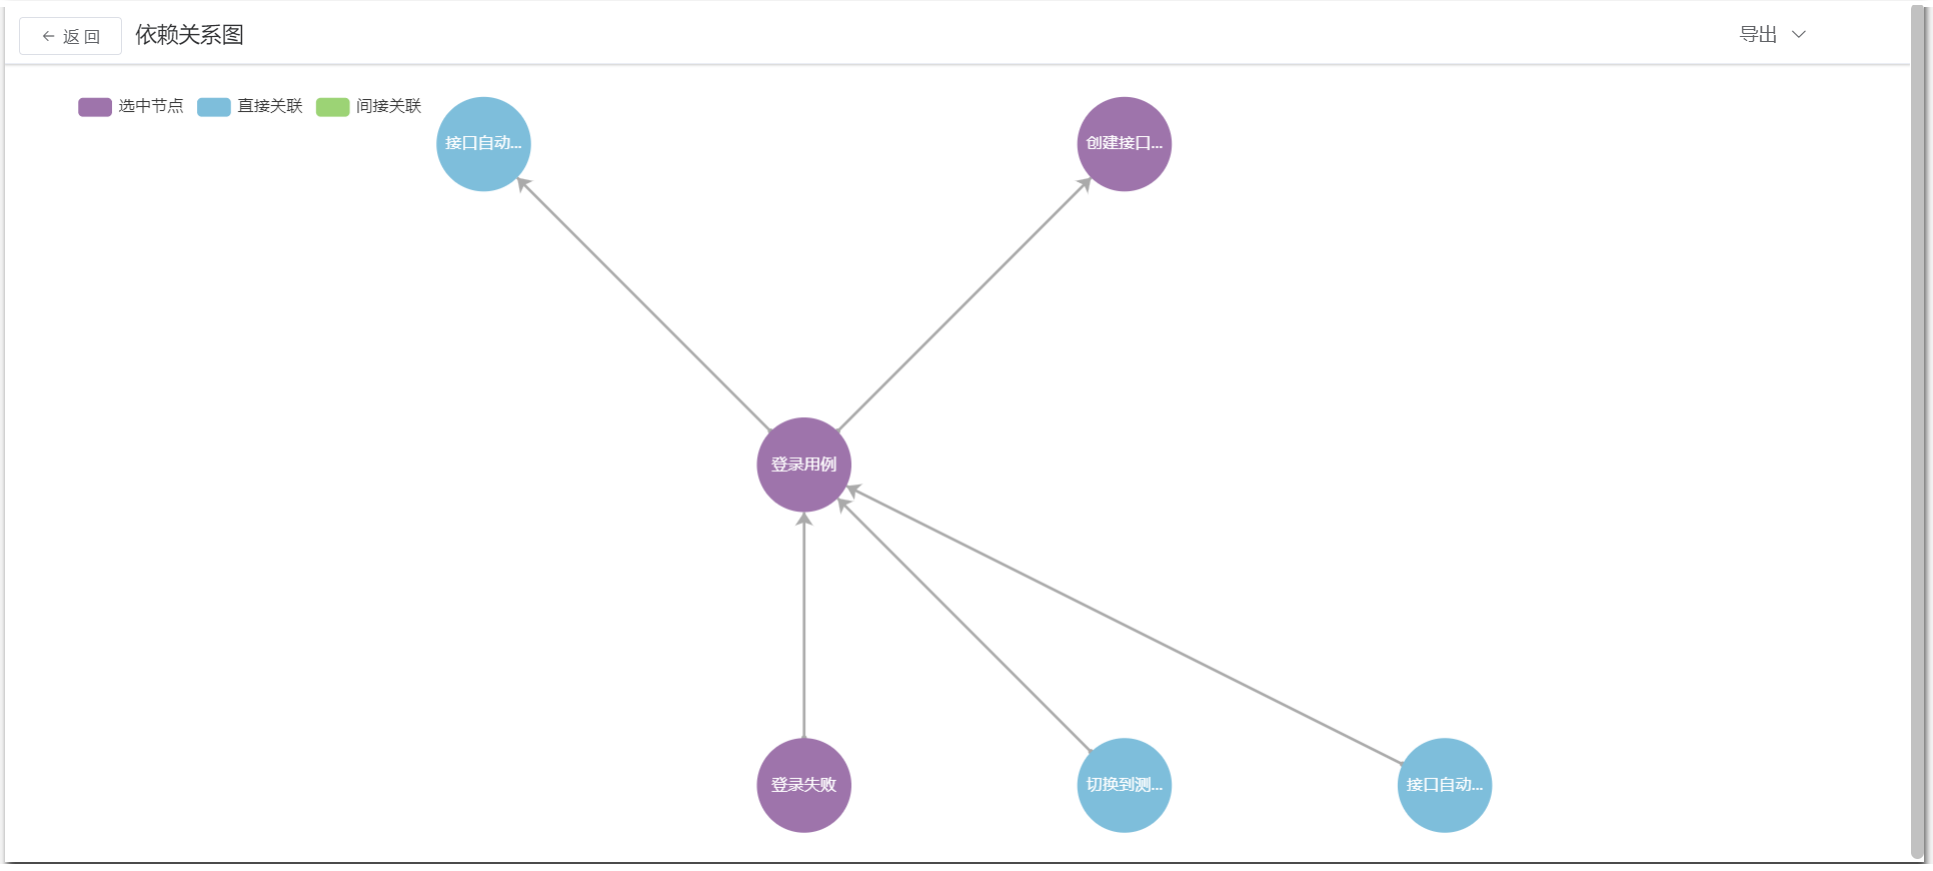 返回
依赖关系图
导出
选中节点
直接关联
间接关联
接口自动...
创建接口...
登录用例
登录失败
切换到测...
接口自动...